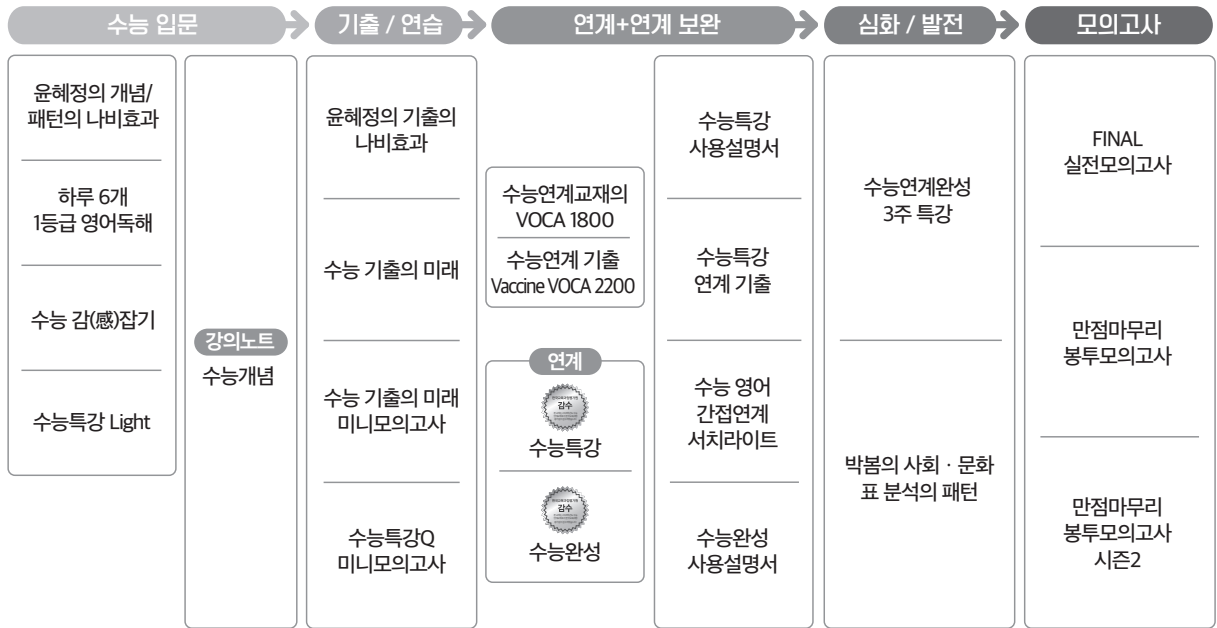 수능 입문
기출 / 연습
연계+연계 보완
심화 / 발전
모의고사
윤혜정의 개념/
패턴의 나비효과
하루 6개
1등급 영어독해
수능 감(感)잡기
수능특강 Light
강의노트
수능개념
윤혜정의 기출의
나비효과
수능 기출의 미래
수능 기출의 미래
미니모의고사
수능특강Q
미니모의고사
수능연계교재의
VOCA 1800
수능연계 기출
Vaccine VOCA 2200
연계
감수
수능특강
감수
수능완성
수능특강
사용설명서
수능특강
연계 기출
수능 영어
간접연계
서치라이트
수능완성
사용설명서
수능연계완성
3주 특강
박봄의 사회 · 문화
표 분석의 패턴
FINAL
실전모의고사
만점마무리
봉투모의고사
만점마무리
봉투모의고사
시즌2